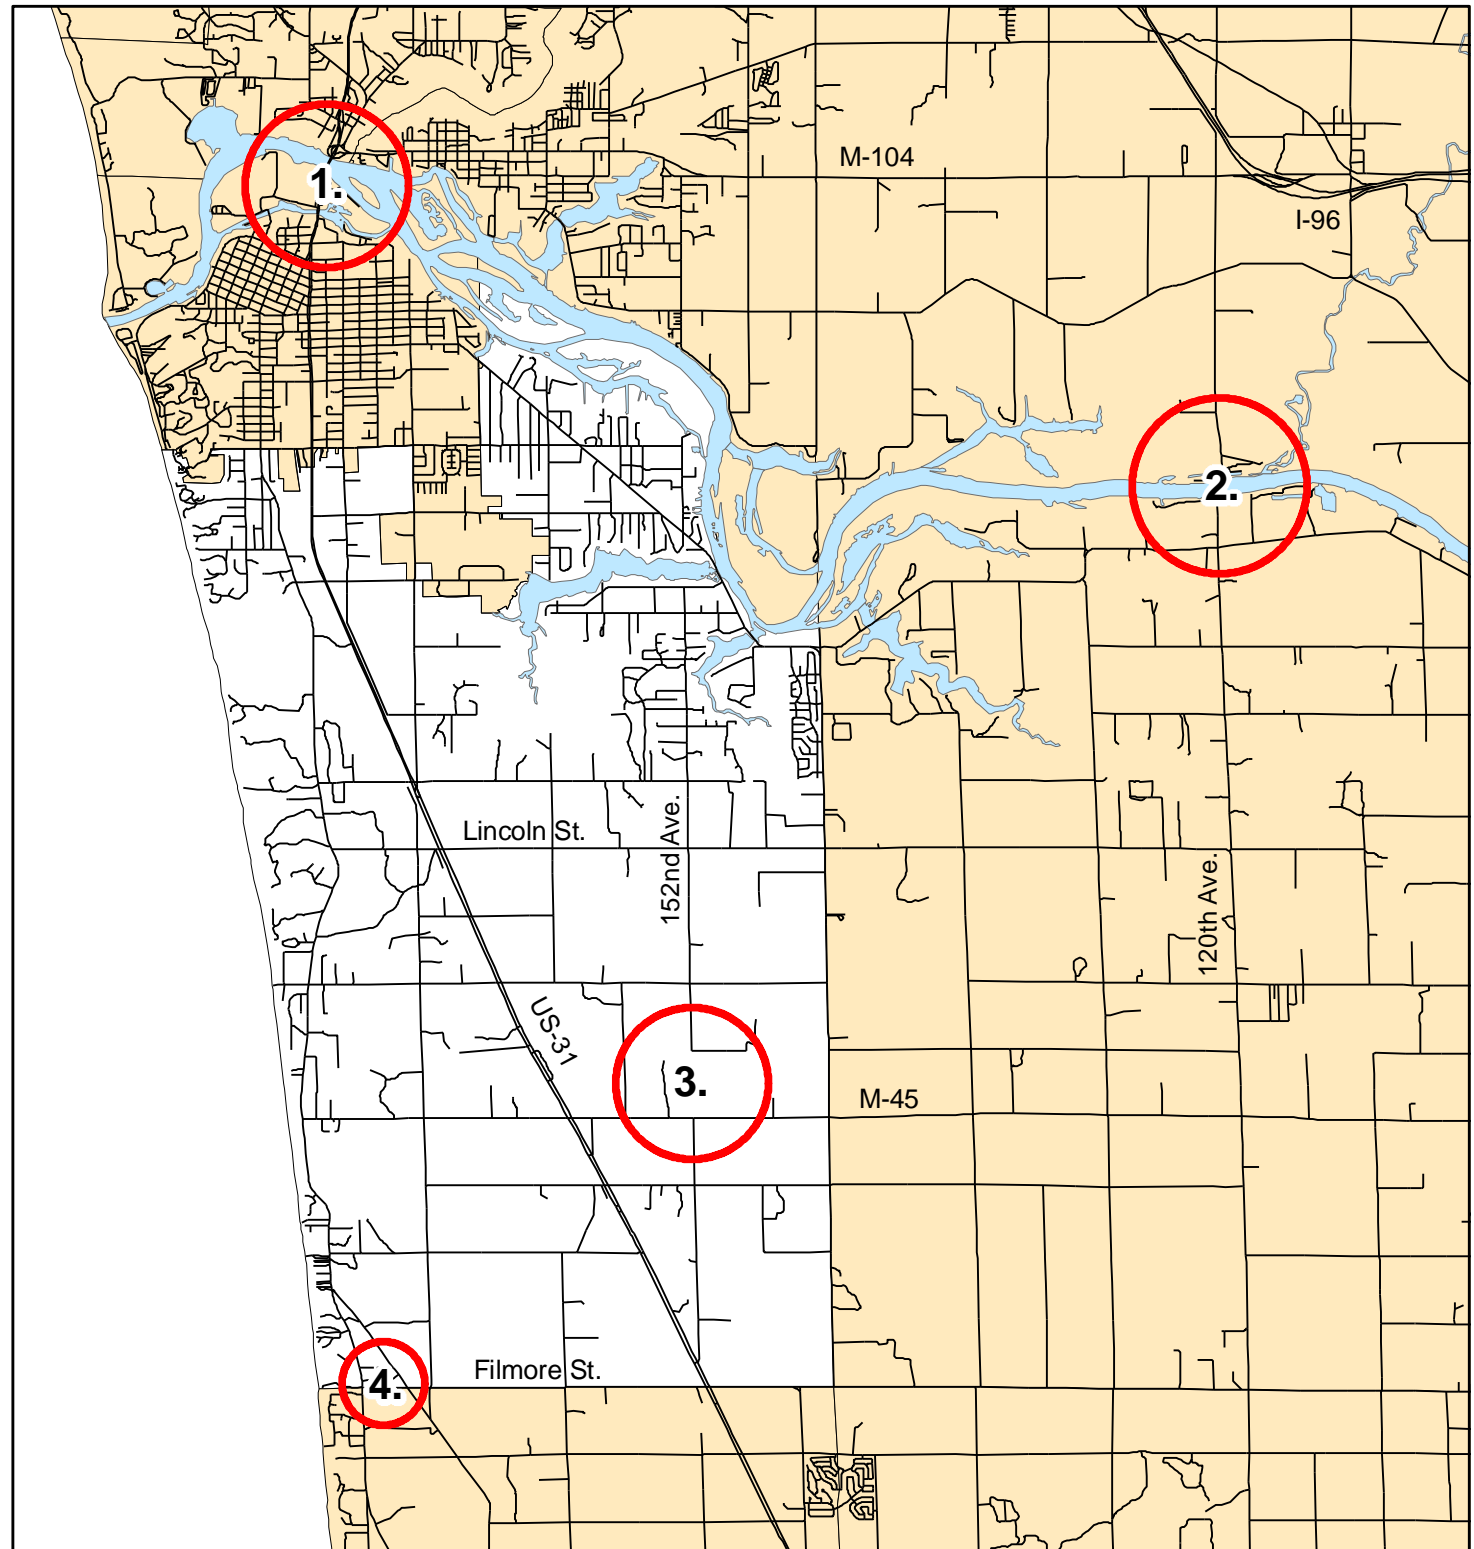 M-104
1.
I-96
2.
Lincoln St.
152nd Ave.
120th Ave.
US-31
3.
M-45
Filmore St.
4.